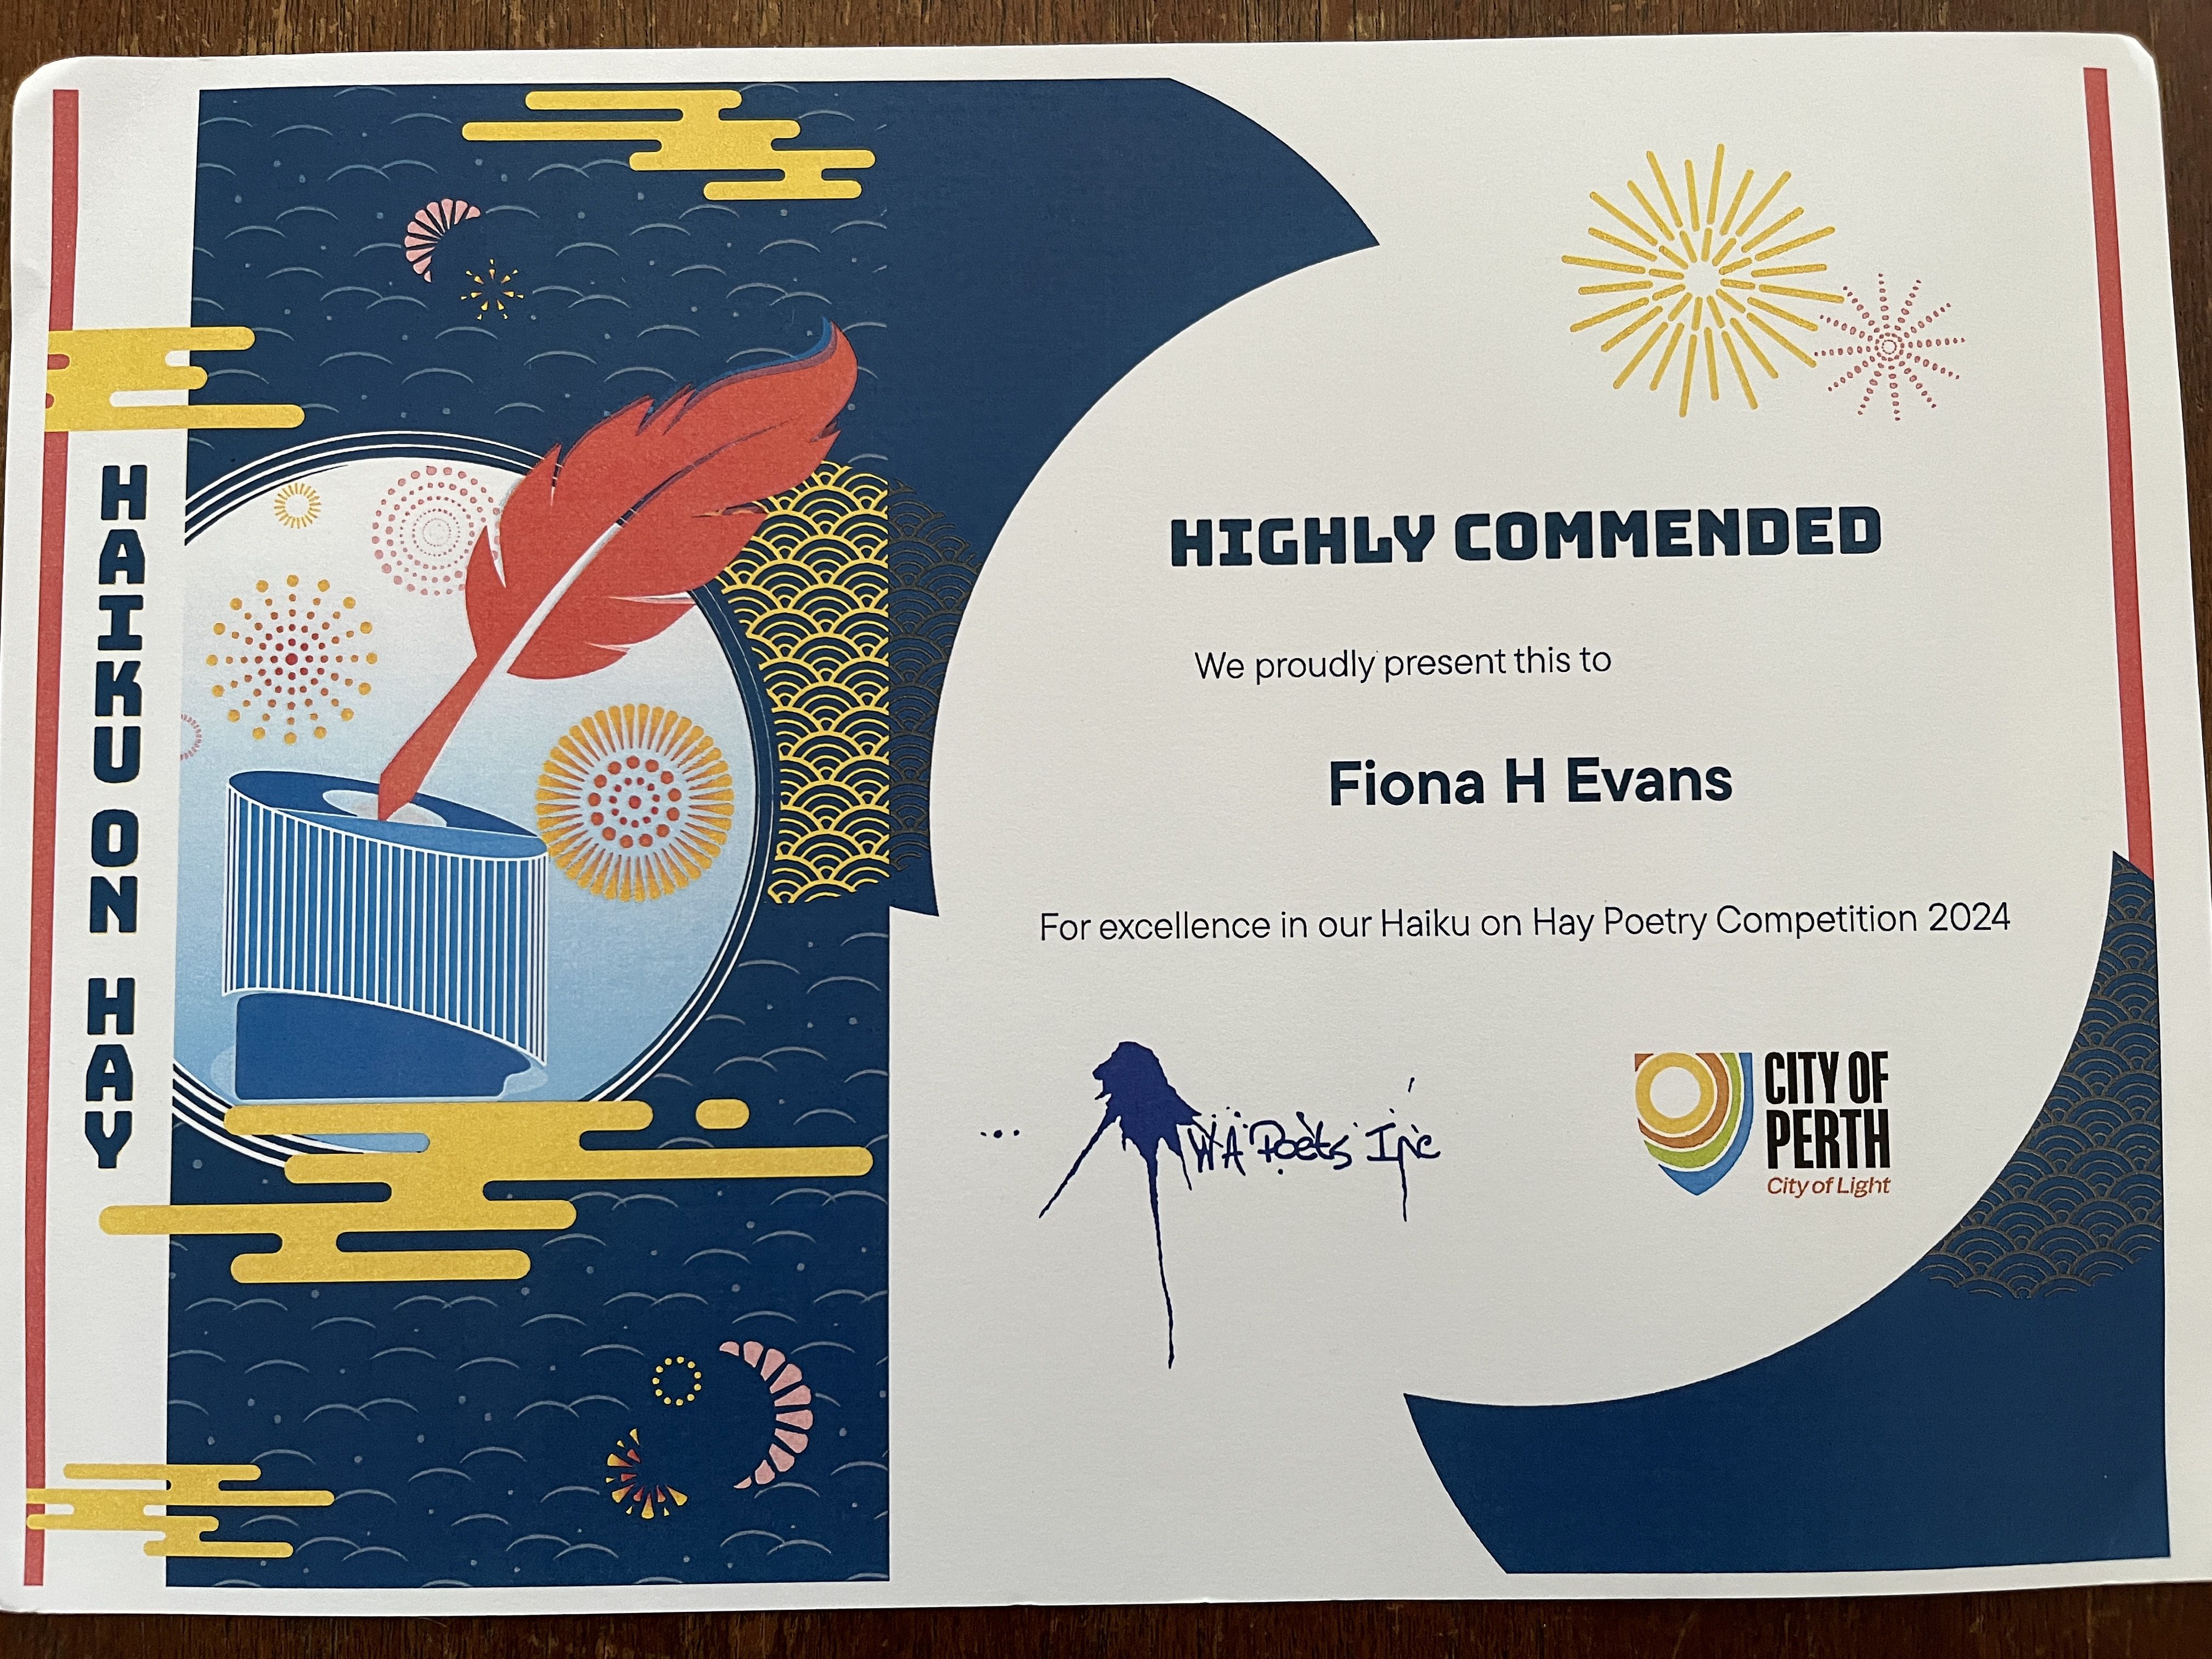 HAIKU ON HAY
HIGHLY COMMENDED
We proudly present this to
Fiona H Evans
For excellence in our Haiku on Hay Poetry Competition 2024
WA Poets Inc
CITY OF
PERTH
City of Light